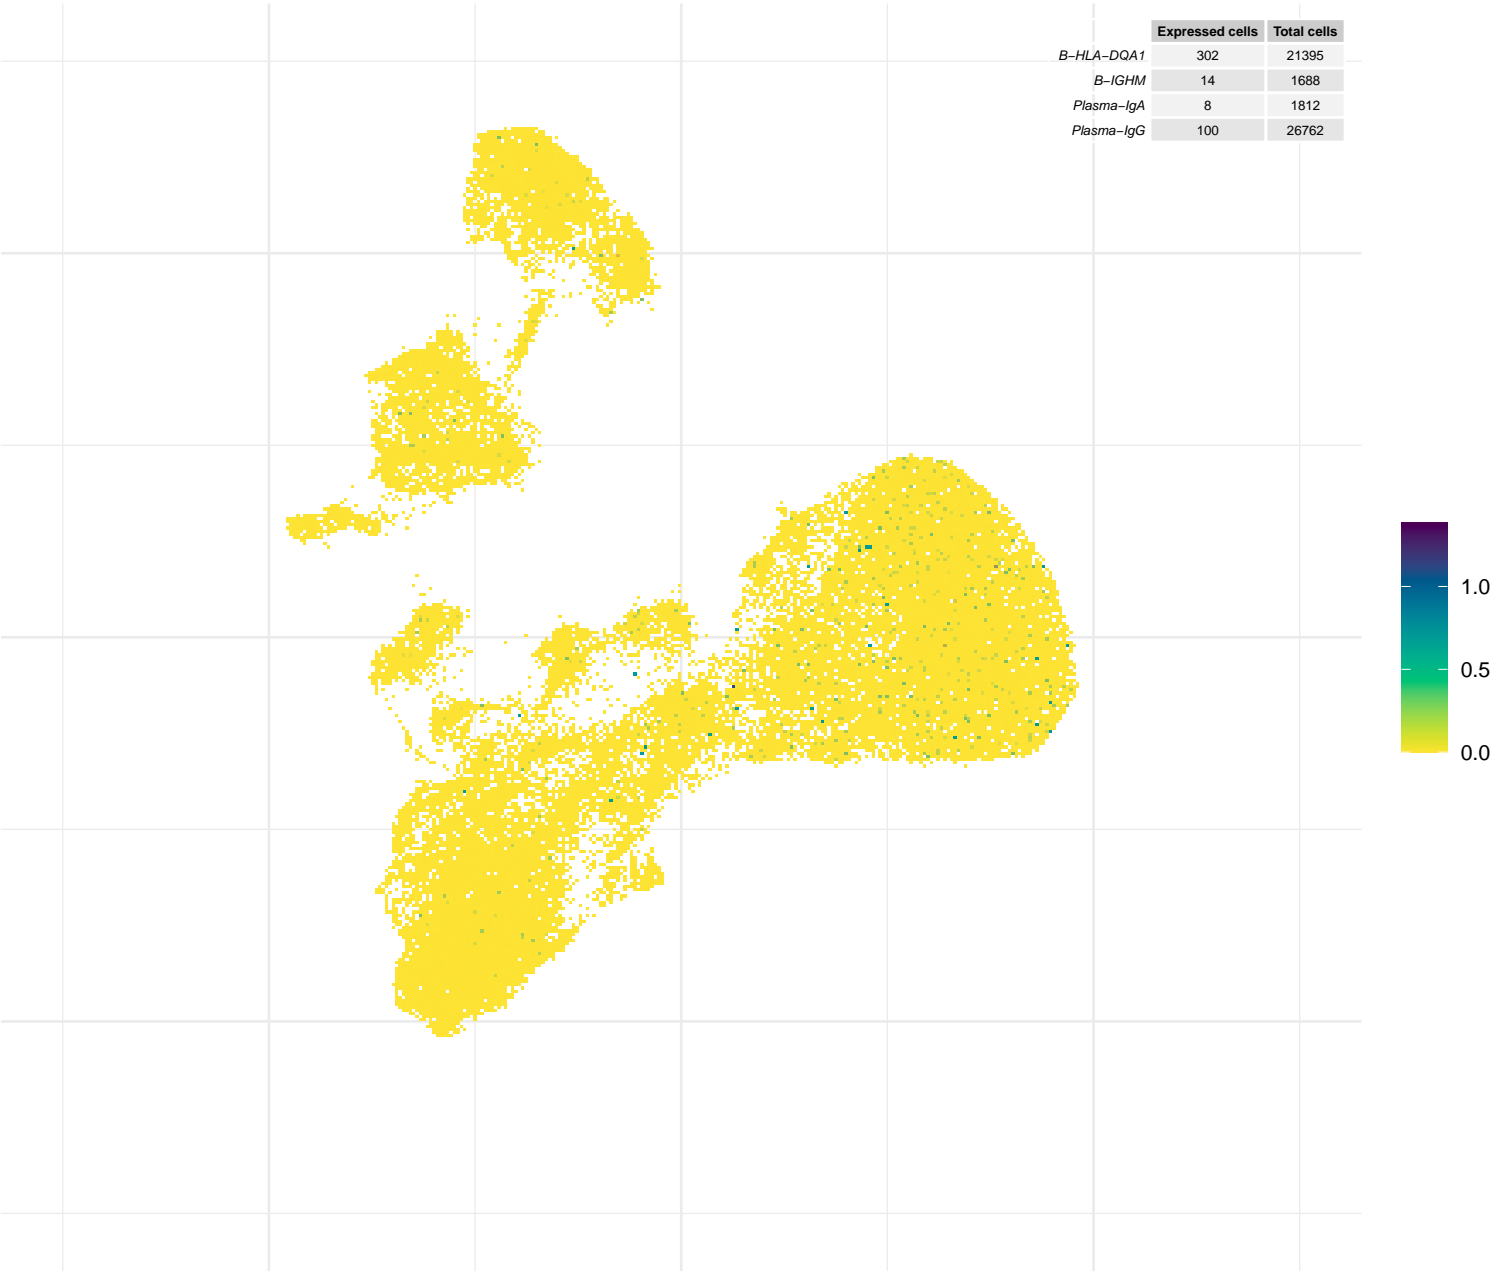 Expressed cells Total cells
B−HLA−DQA1 302 21395
B−IGHM 14 1688
Plasma−IgA 8 1812
Plasma−IgG 100 26762
1.0
0.5
0.0